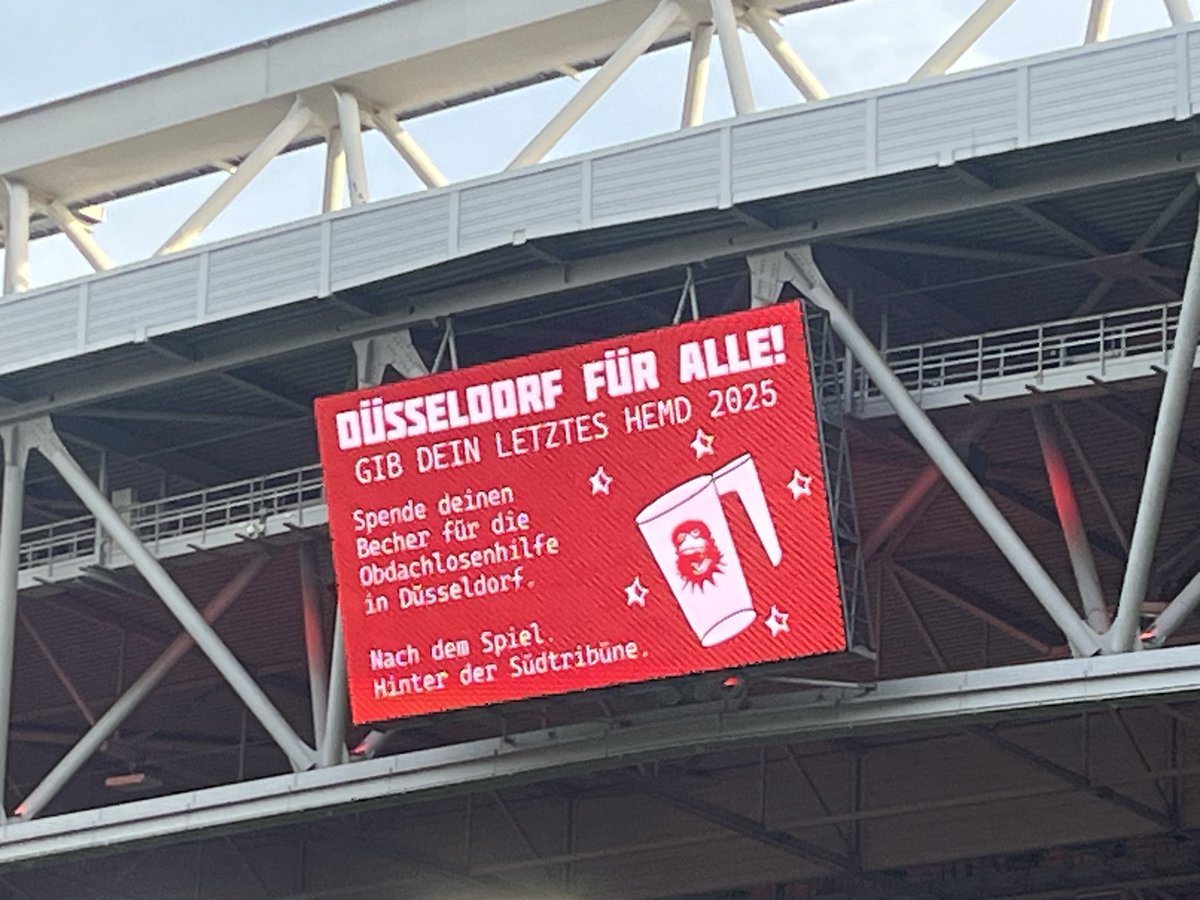 DÜSSELDORF FÜR ALLE!
GIB DEIN LETZTES HEMD 2025
Spende deinen
Becher für die
Obdachlosenhilfe
in Düsseldorf.
Nach dem Spiel.
Hinter der Südtribüne.